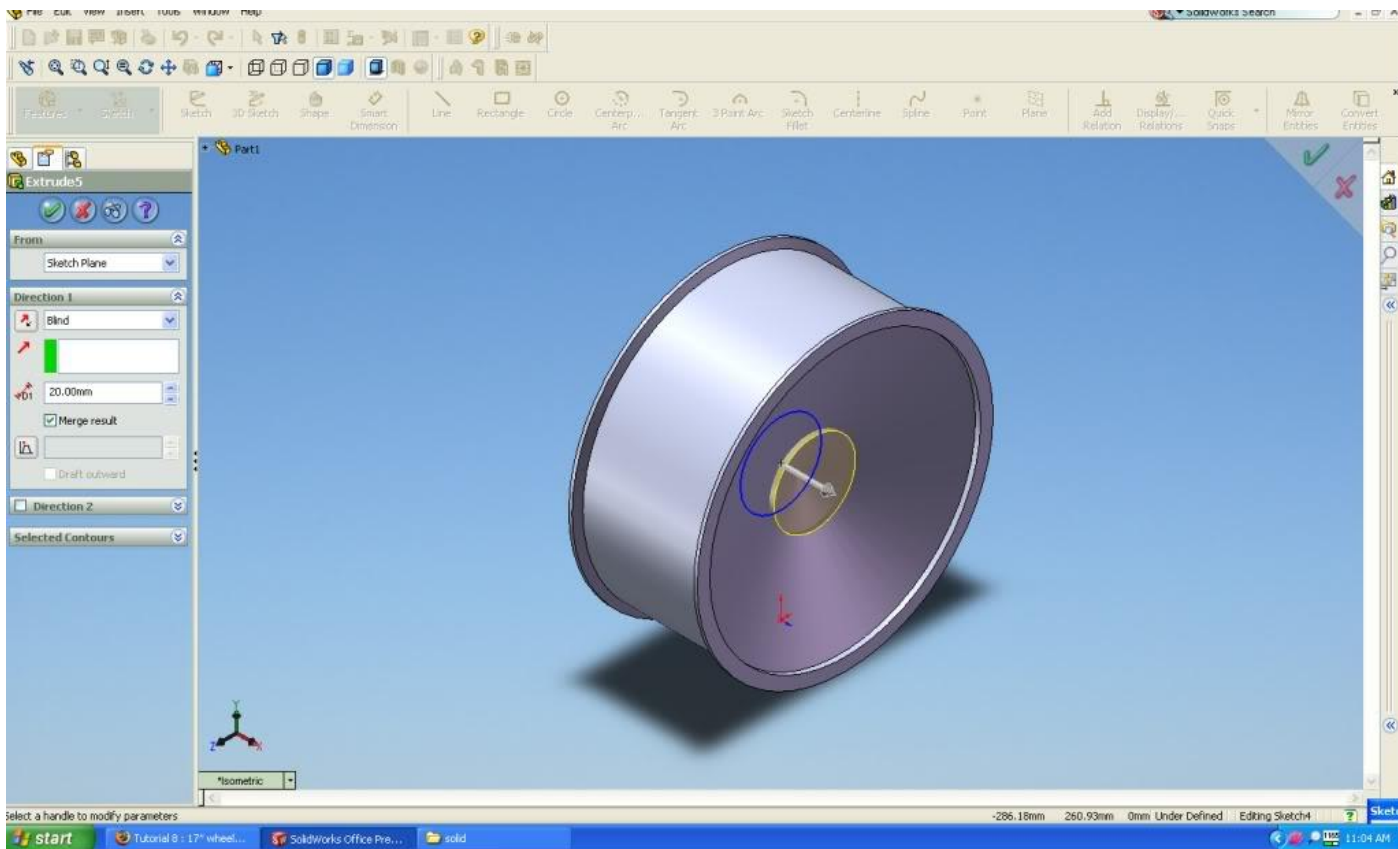 File Edit View Insert Tools Window Help
SolidWorks Search
Features Sketch Sketch 3D Sketch Shape Smart Dimension Line Rectangle Circle Centerp... Arc Tangent Arc 3 Point Arc Sketch Fillet Centerline Spline Point Plane Add Relation Display/... Relations Quick Snaps Mirror Entities Convert Entities
Part1
Extrude5
From
Sketch Plane
Direction 1
Blind
D1 20.00mm
Merge result
Draft outward
Direction 2
Selected Contours
Y
Z X
*Isometric
Select a handle to modify parameters -286.18mm 260.93mm 0mm Under Defined Editing Sketch4 ?
start Tutorial 8 : 17" wheel... SolidWorks Office Pre... solid 11:04 AM